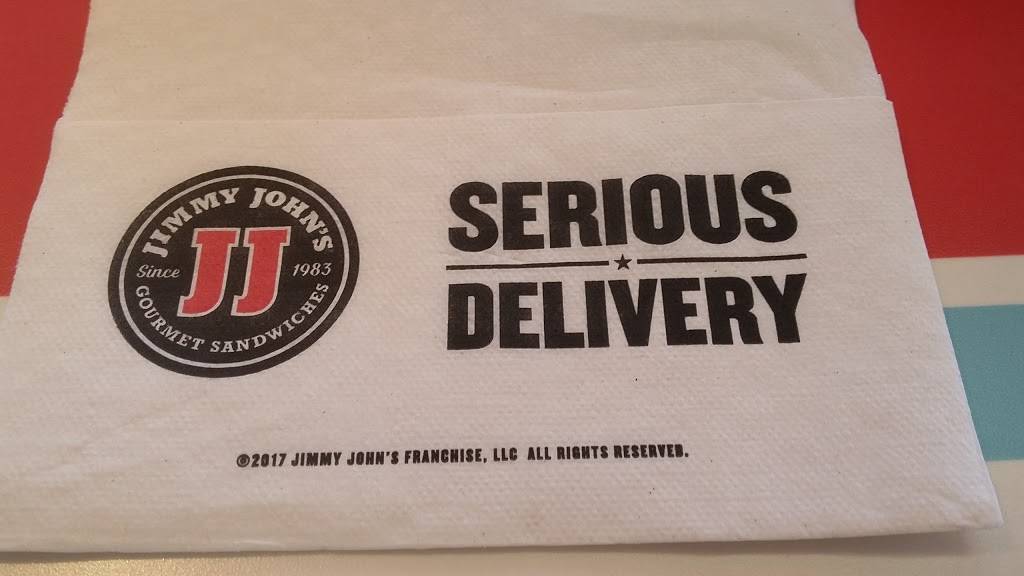 JIMMY JOHN'S
Since 1983
JJ
GOURMET SANDWICHES
SERIOUS
DELIVERY
©2017 JIMMY JOHN'S FRANCHISE, LLC ALL RIGHTS RESERVED.